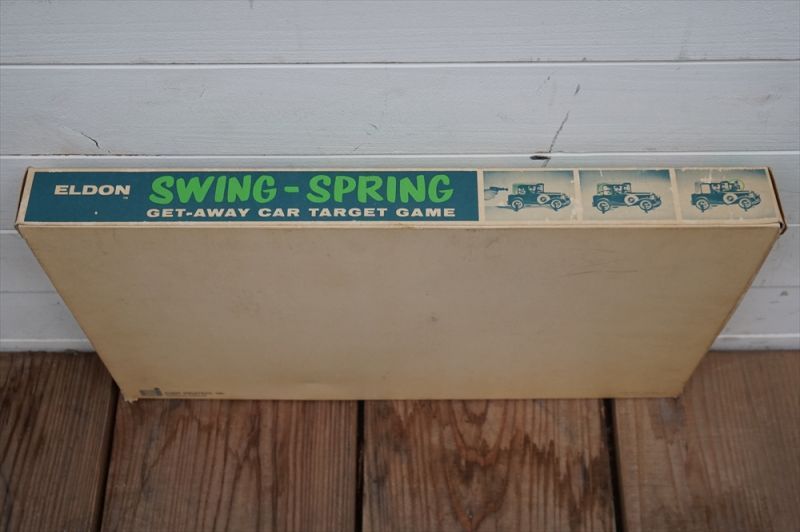 ELDON
SWING-SPRING
GET-AWAY CAR TARGET GAME